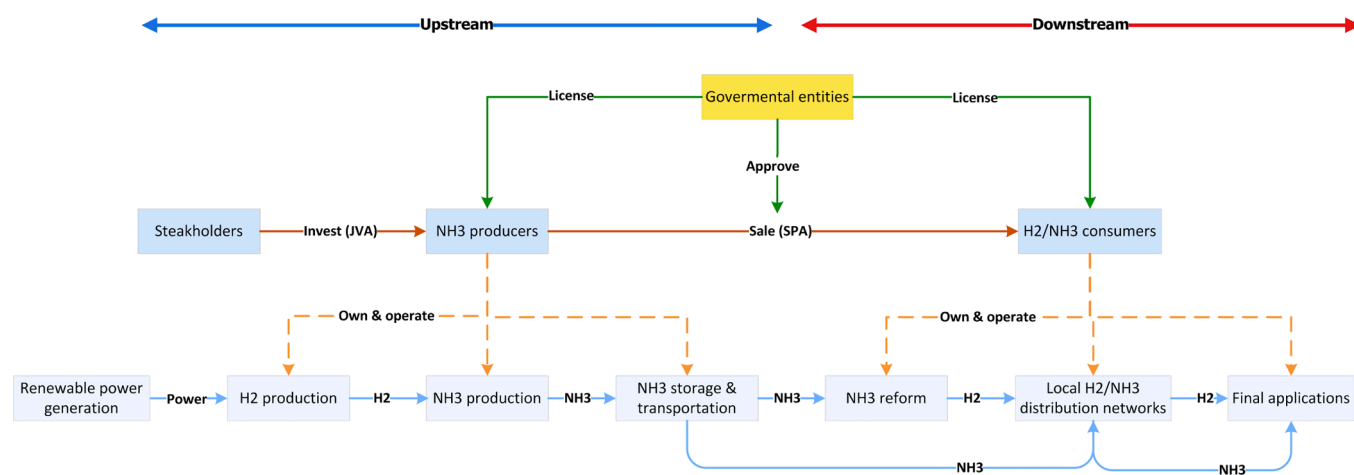 Upstream
Downstream
Govermental entities
License
License
Approve
Steakholders
Invest (JVA)
NH3 producers
Sale (SPA)
H2/NH3 consumers
Own & operate
Own & operate
Renewable power
generation
Power
H2 production
H2
NH3 production
NH3
NH3 storage &
transportation
NH3
NH3 reform
H2
Local H2/NH3
distribution networks
H2
Final applications
NH3
NH3